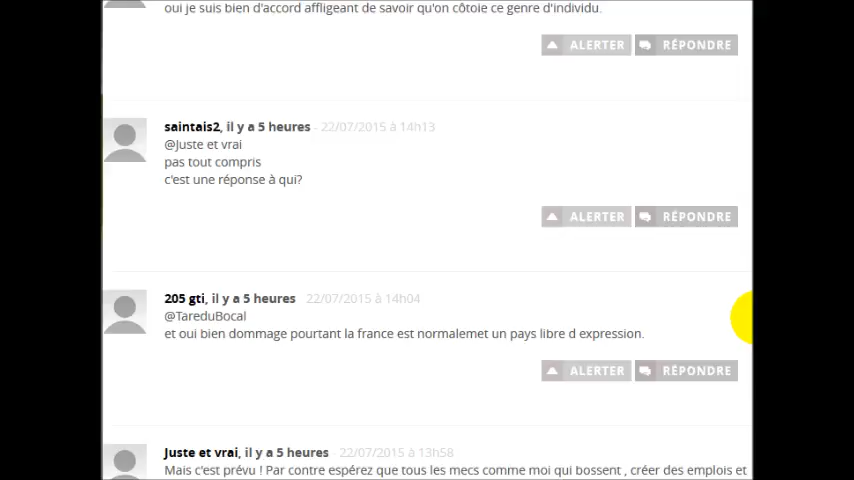 oui je suis bien d'accord affligeant de savoir qu'on côtoie ce genre d'individu.
ALERTER RÉPONDRE
saintais2, il y a 5 heures - 22/07/2015 à 14h13
@Juste et vrai
pas tout compris
c'est une réponse à qui?
ALERTER RÉPONDRE
205 gti, il y a 5 heures 22/07/2015 à 14h04
@TareduBocal
et oui bien dommage pourtant la france est normalemet un pays libre d expression.
ALERTER RÉPONDRE
Juste et vrai, il y a 5 heures 22/07/2015 à 13h58
Mais c'est prévu ! Par contre espérez que tous les mecs comme moi qui bossent , créer des emplois et